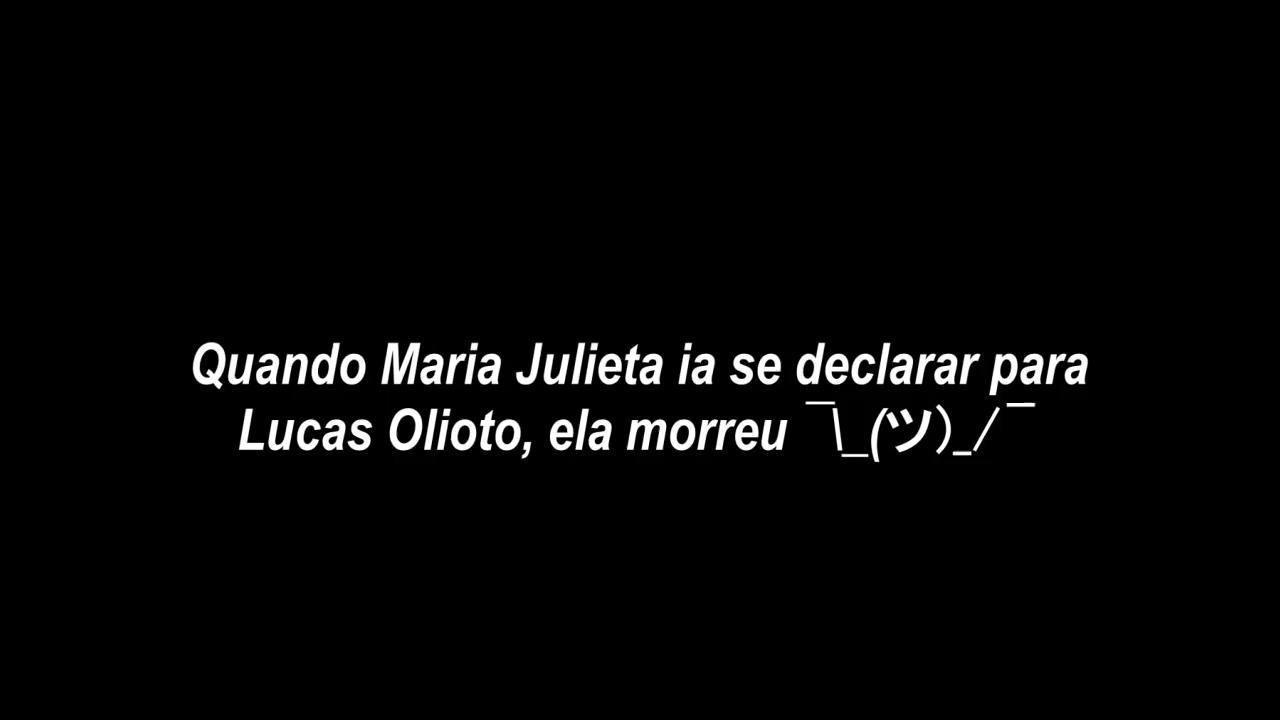 Quando Maria Julieta ia se declarar para
Lucas Olioto, ela morreu ¯\_(ツ)_/¯